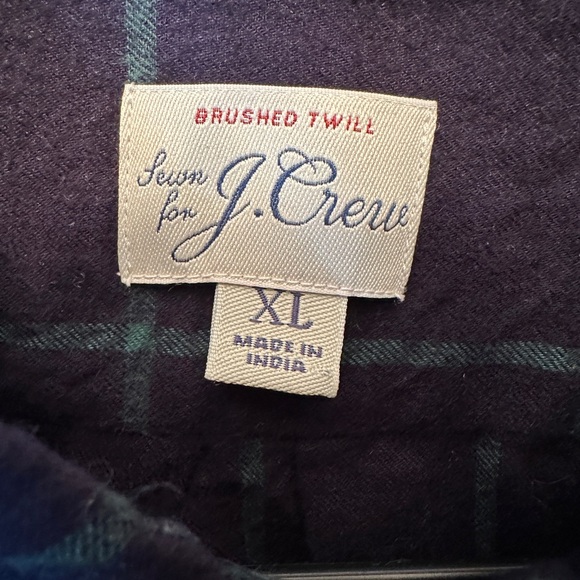 BRUSHED TWILL
Sewn for J.Crew
XL
MADE IN
INDIA